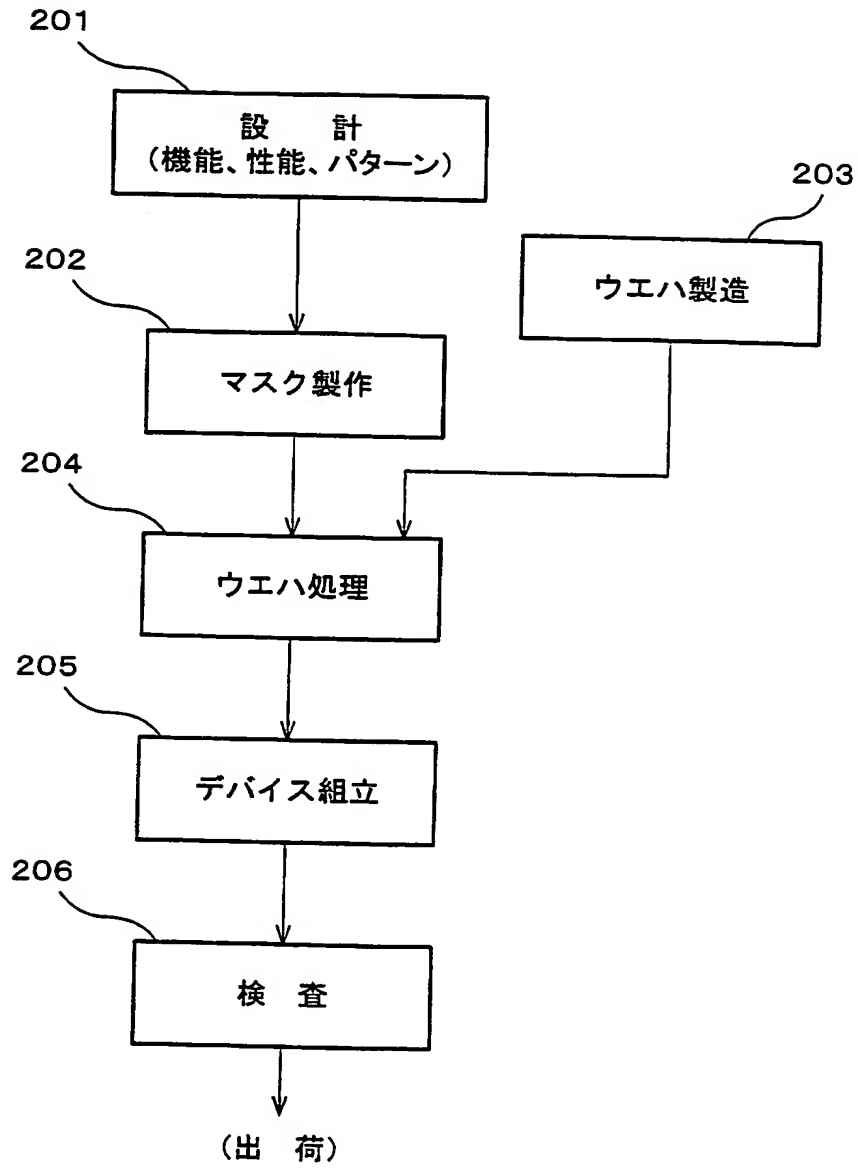 201
設　計
（機能、性能、パターン）
203
ウエハ製造
202
マスク製作
204
ウエハ処理
205
デバイス組立
206
検　査
（出　荷）